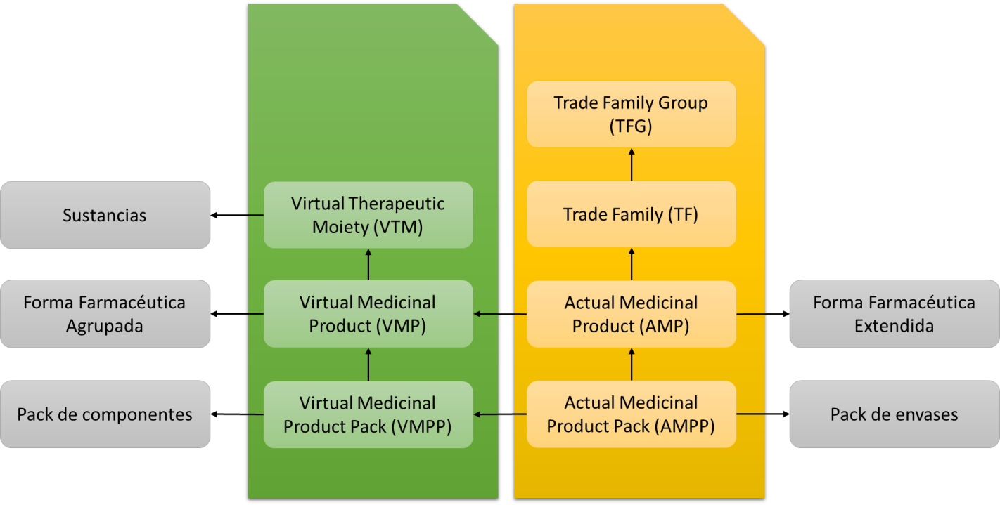 Trade Family Group
(TFG)
Sustancias
Virtual Therapeutic
Moiety (VTM)
Trade Family (TF)
Forma Farmacéutica
Agrupada
Virtual Medicinal
Product (VMP)
Actual Medicinal
Product (AMP)
Forma Farmacéutica
Extendida
Pack de componentes
Virtual Medicinal
Product Pack (VMPP)
Actual Medicinal
Product Pack (AMPP)
Pack de envases